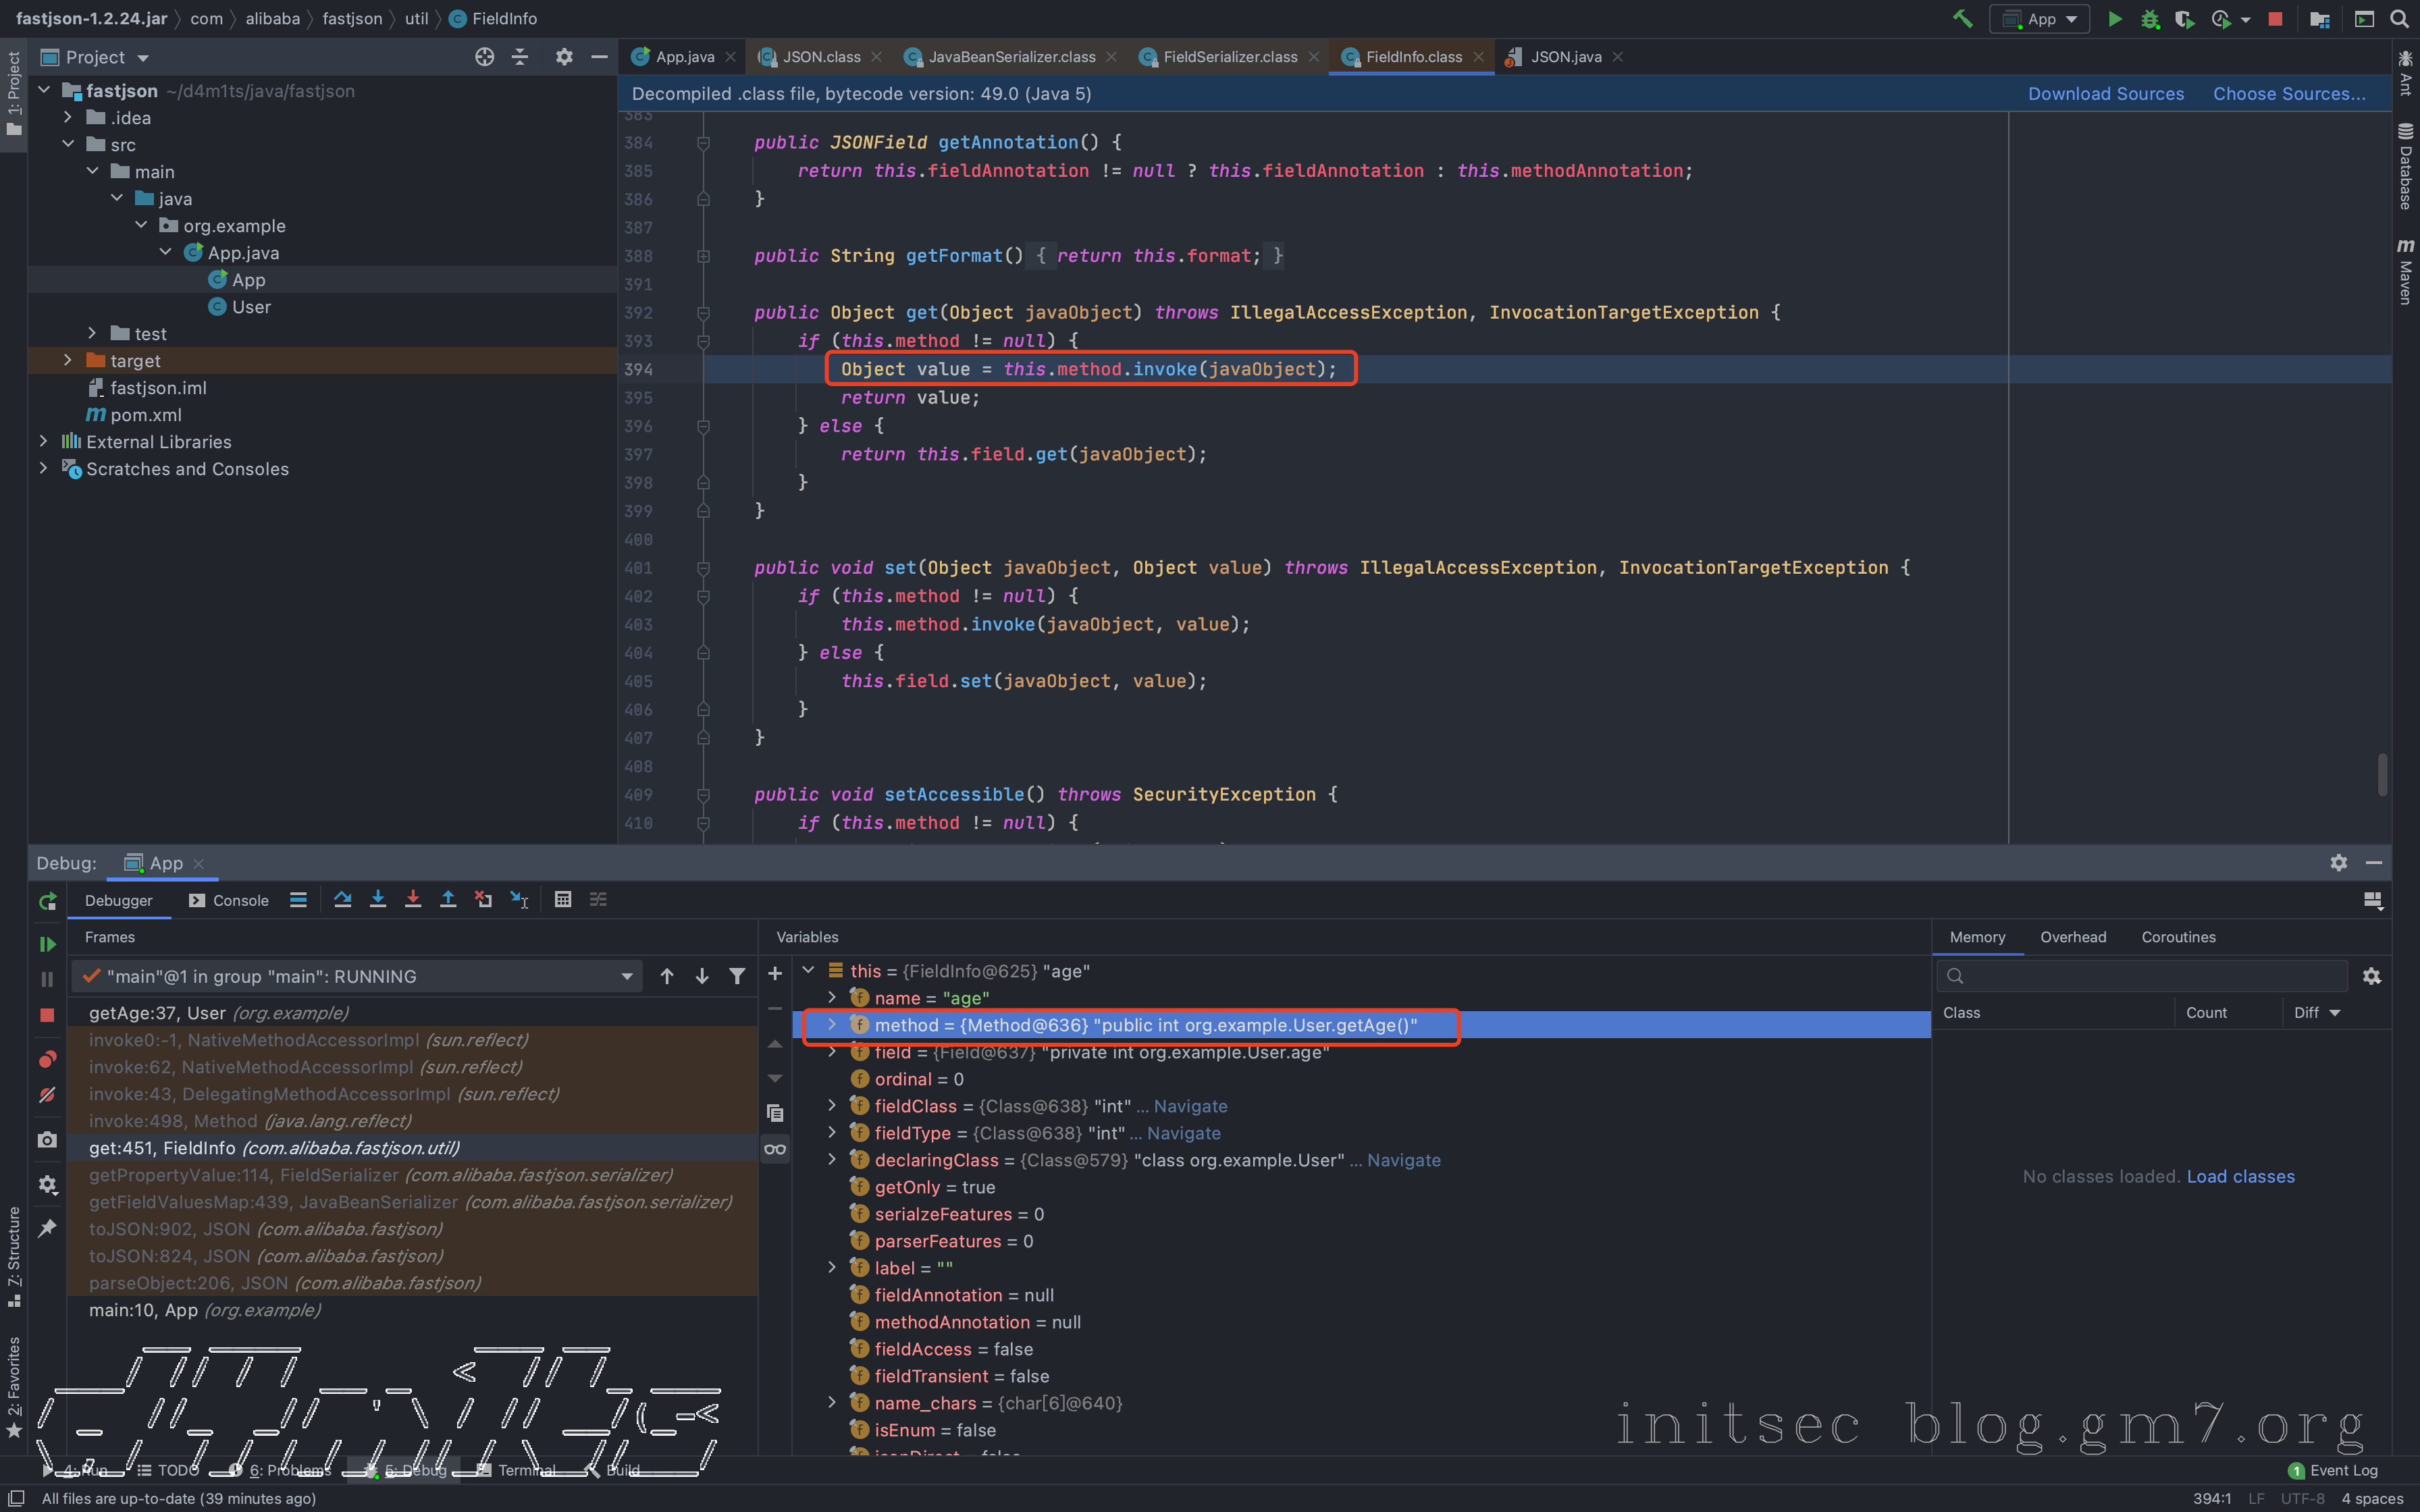 fastjson-1.2.24.jar com alibaba fastjson util FieldInfo
App
1: Project
Project
App.java JSON.class JavaBeanSerializer.class FieldSerializer.class FieldInfo.class JSON.java
Decompiled .class file, bytecode version: 49.0 (Java 5) Download Sources Choose Sources...
fastjson ~/d4m1ts/java/fastjson
.idea
src
main
java
org.example
App.java
App
User
test
target
fastjson.iml
pom.xml
External Libraries
Scratches and Consoles
383
384 public JSONField getAnnotation() {
385 return this.fieldAnnotation != null ? this.fieldAnnotation : this.methodAnnotation;
386 }
387
388 public String getFormat() { return this.format; }
391
392 public Object get(Object javaObject) throws IllegalAccessException, InvocationTargetException {
393 if (this.method != null) {
394 Object value = this.method.invoke(javaObject);
395 return value;
396 } else {
397 return this.field.get(javaObject);
398 }
399 }
400
401 public void set(Object javaObject, Object value) throws IllegalAccessException, InvocationTargetException {
402 if (this.method != null) {
403 this.method.invoke(javaObject, value);
404 } else {
405 this.field.set(javaObject, value);
406 }
407 }
408
409 public void setAccessible() throws SecurityException {
410 if (this.method != null) {
Ant
Database
Maven
Debug: App
Debugger Console
Frames
"main"@1 in group "main": RUNNING
getAge:37, User (org.example)
invoke0:-1, NativeMethodAccessorImpl (sun.reflect)
invoke:62, NativeMethodAccessorImpl (sun.reflect)
invoke:43, DelegatingMethodAccessorImpl (sun.reflect)
invoke:498, Method (java.lang.reflect)
get:451, FieldInfo (com.alibaba.fastjson.util)
getPropertyValue:114, FieldSerializer (com.alibaba.fastjson.serializer)
getFieldValuesMap:439, JavaBeanSerializer (com.alibaba.fastjson.serializer)
toJSON:902, JSON (com.alibaba.fastjson)
toJSON:824, JSON (com.alibaba.fastjson)
parseObject:206, JSON (com.alibaba.fastjson)
main:10, App (org.example)
Variables
this = {FieldInfo@625} "age"
name = "age"
method = {Method@636} "public int org.example.User.getAge()"
field = {Field@637} "private int org.example.User.age"
ordinal = 0
fieldClass = {Class@638} "int" ... Navigate
fieldType = {Class@638} "int" ... Navigate
declaringClass = {Class@579} "class org.example.User" ... Navigate
getOnly = true
serialzeFeatures = 0
parserFeatures = 0
label = ""
fieldAnnotation = null
methodAnnotation = null
fieldAccess = false
fieldTransient = false
name_chars = {char[6]@640}
isEnum = false
Memory Overhead Coroutines
Class Count Diff
No classes loaded. Load classes
7: Structure
2: Favorites
initsec blog.gm7.org
4: Run TODO 6: Problems 5: Debug Terminal Build
1 Event Log
All files are up-to-date (39 minutes ago)
394:1 LF UTF-8 4 spaces